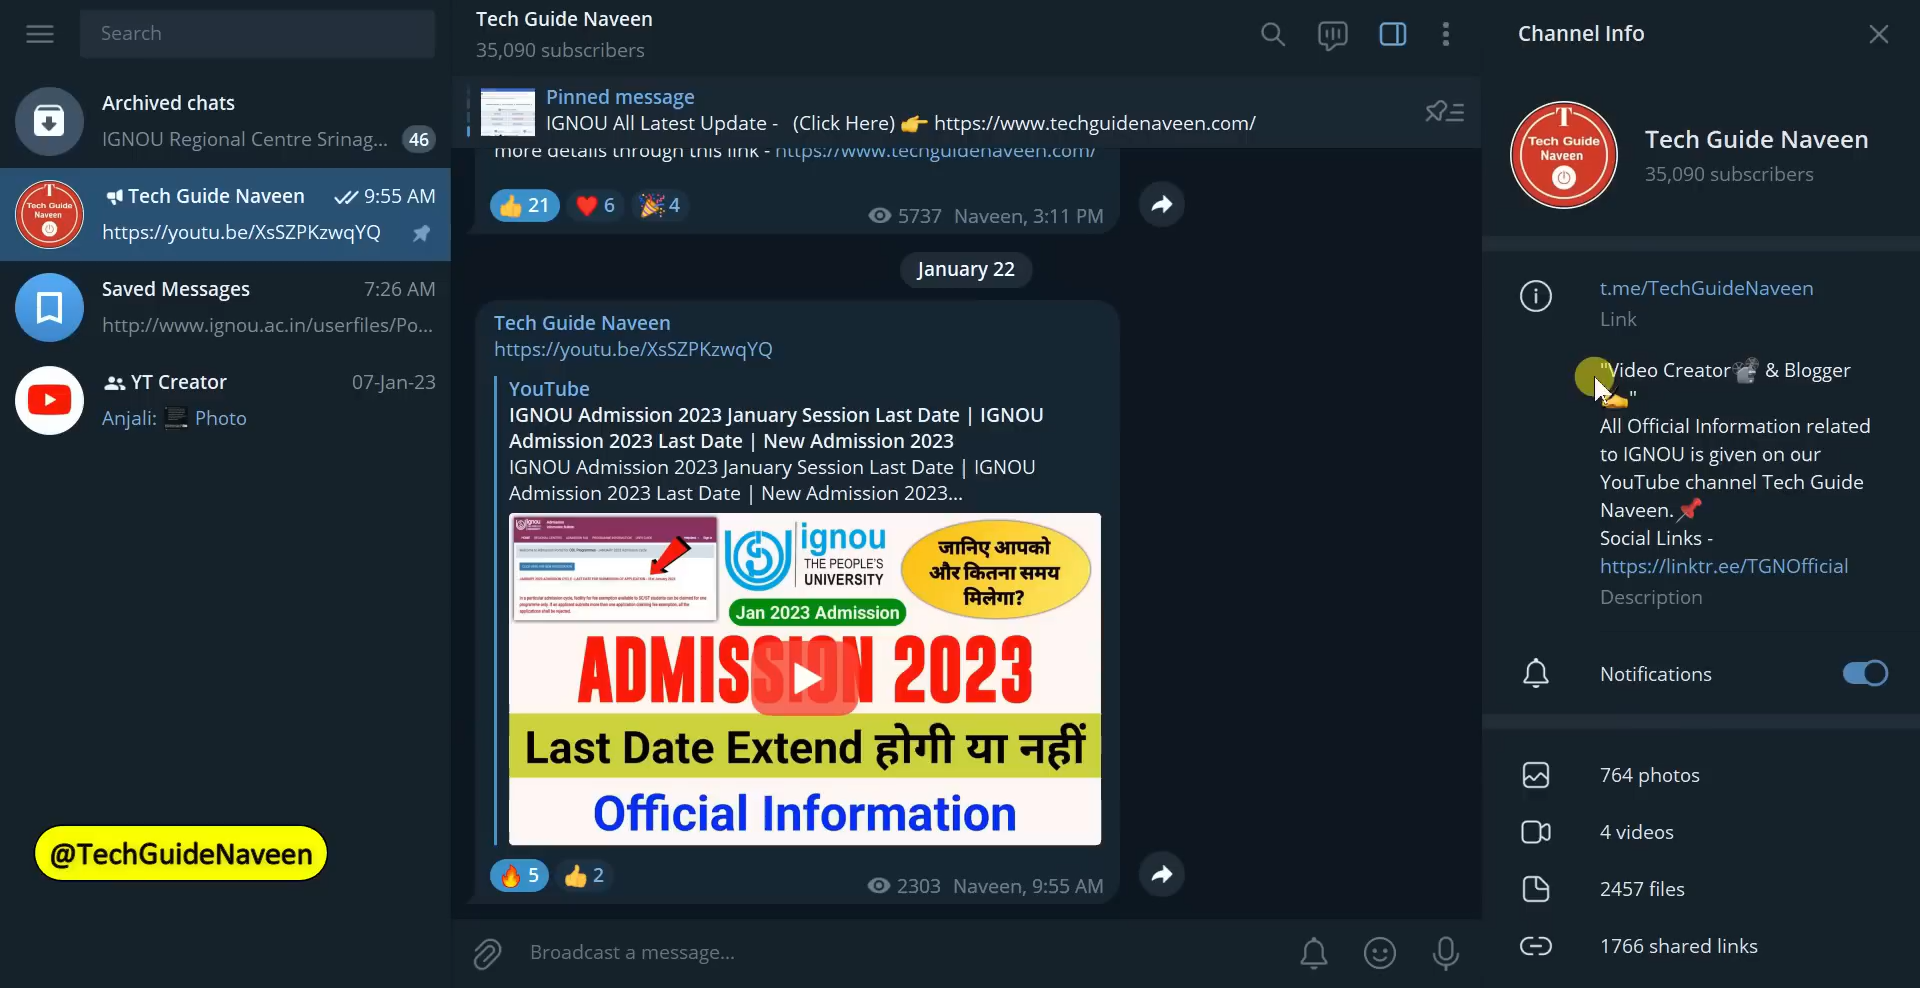 Search
Archived chats
IGNOU Regional Centre Srinag...
46
Tech Guide Naveen
9:55 AM
https://youtu.be/XsSZPKzwqYQ
Saved Messages
7:26 AM
http://www.ignou.ac.in/userfiles/Po...
YT Creator
07-Jan-23
Anjali: Photo
@TechGuideNaveen
Tech Guide Naveen
35,090 subscribers
Pinned message
IGNOU All Latest Update - (Click Here) 👉 https://www.techguidenaveen.com/
more details through this link - https://www.techguidenaveen.com/
👍 21 ❤️ 6 🎉 4
5737 Naveen, 3:11 PM
January 22
Tech Guide Naveen
https://youtu.be/XsSZPKzwqYQ
YouTube
IGNOU Admission 2023 January Session Last Date | IGNOU
Admission 2023 Last Date | New Admission 2023
IGNOU Admission 2023 January Session Last Date | IGNOU
Admission 2023 Last Date | New Admission 2023...
ignou
THE PEOPLE'S
UNIVERSITY
जानिए आपको
और कितना समय
मिलेगा?
Jan 2023 Admission
ADMISSION 2023
Last Date Extend होगी या नहीं
Official Information
🔥 5 👍 2
2303 Naveen, 9:55 AM
Broadcast a message...
Channel Info
T
Tech Guide
Naveen
Tech Guide Naveen
35,090 subscribers
t.me/TechGuideNaveen
Link
"Video Creator📽️ & Blogger
✍️"
All Official Information related
to IGNOU is given on our
YouTube channel Tech Guide
Naveen.📌
Social Links -
https://linktr.ee/TGNOfficial
Description
Notifications
764 photos
4 videos
2457 files
1766 shared links